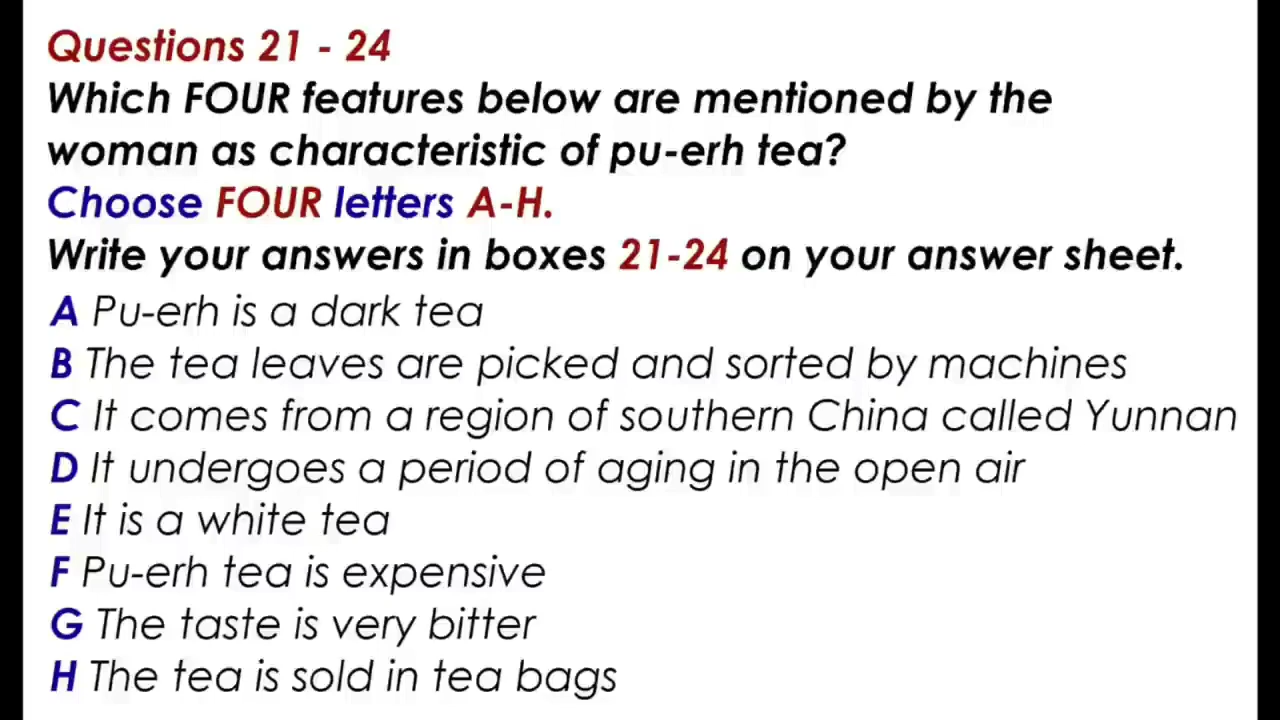 Questions 21 - 24
Which FOUR features below are mentioned by the
woman as characteristic of pu-erh tea?
Choose FOUR letters A-H.
Write your answers in boxes 21-24 on your answer sheet.
A Pu-erh is a dark tea
B The tea leaves are picked and sorted by machines
C It comes from a region of southern China called Yunnan
D It undergoes a period of aging in the open air
E It is a white tea
F Pu-erh tea is expensive
G The taste is very bitter
H The tea is sold in tea bags